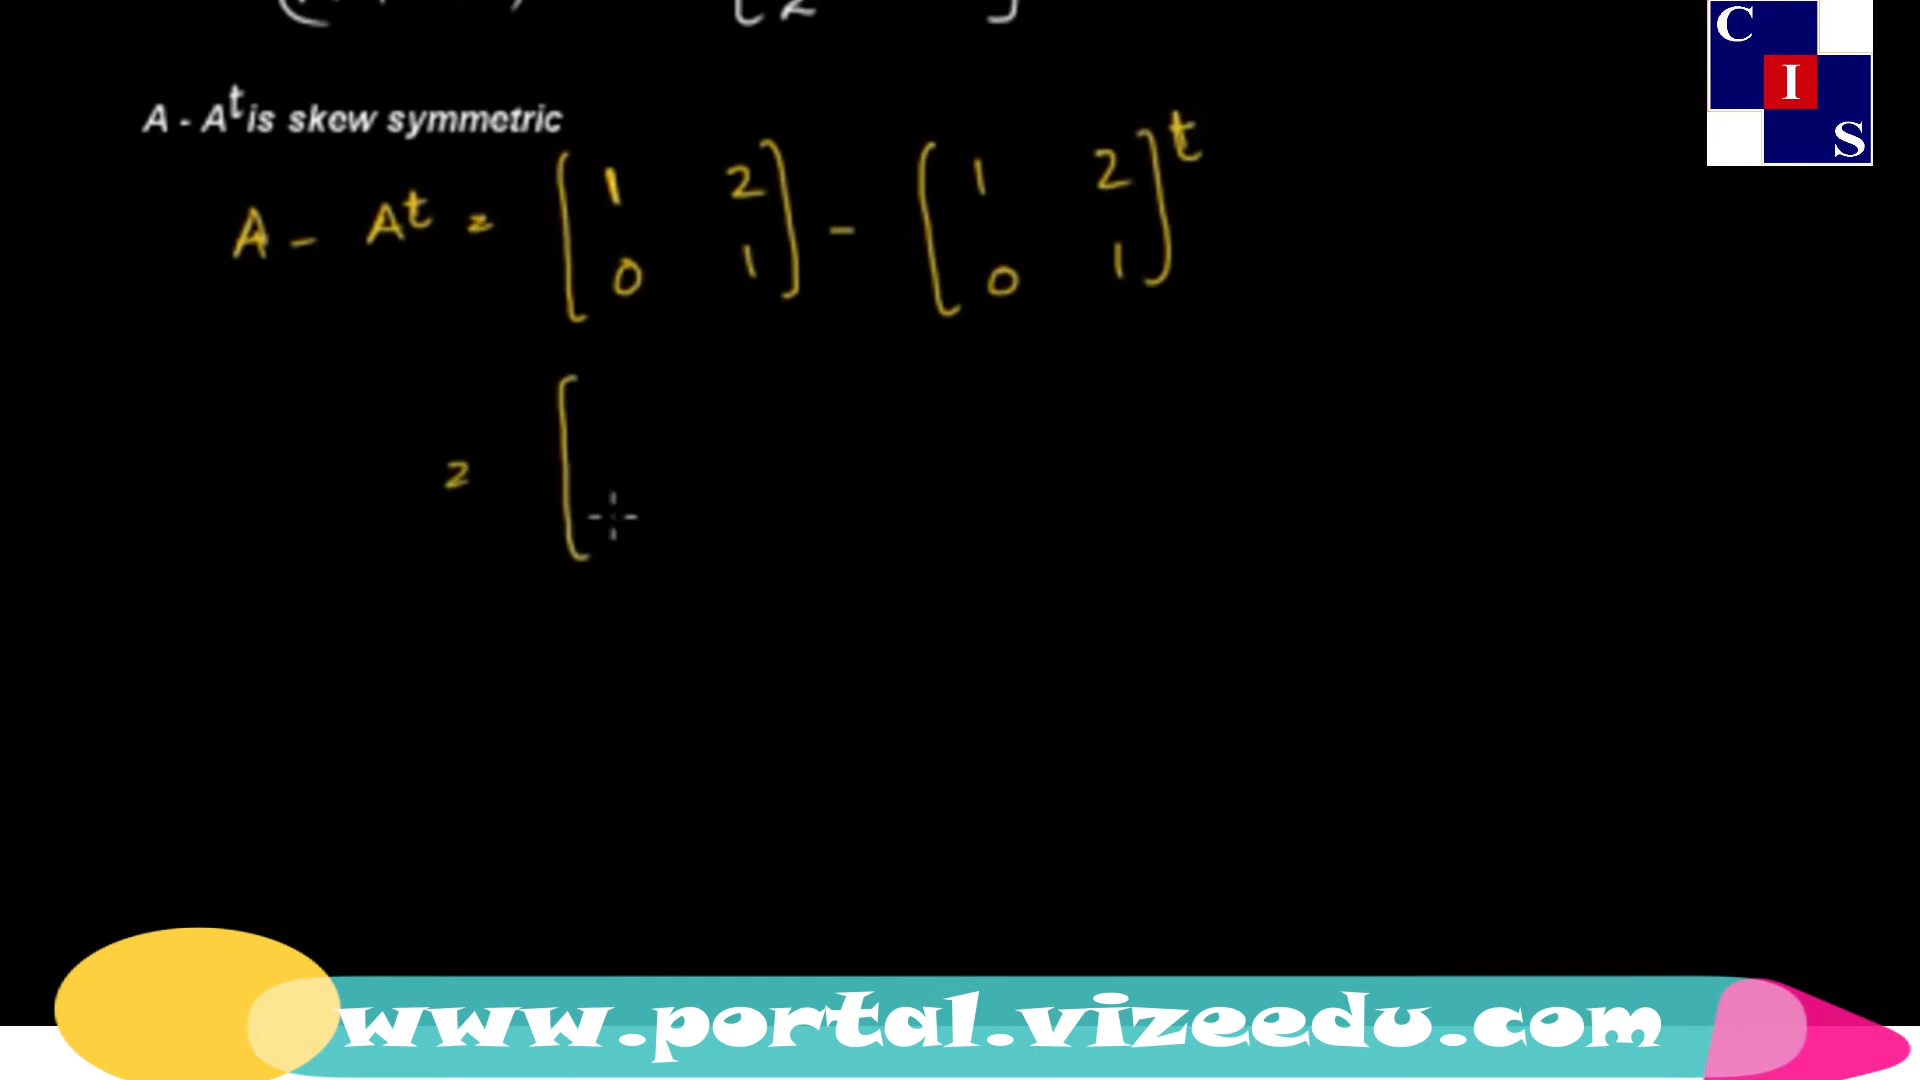 C
I
S
A - A^t is skew symmetric
A - A^t = [ 1 2 ] - [ 1 2 ]^t
0 1 0 1
= [
www.portal.vizeedu.com